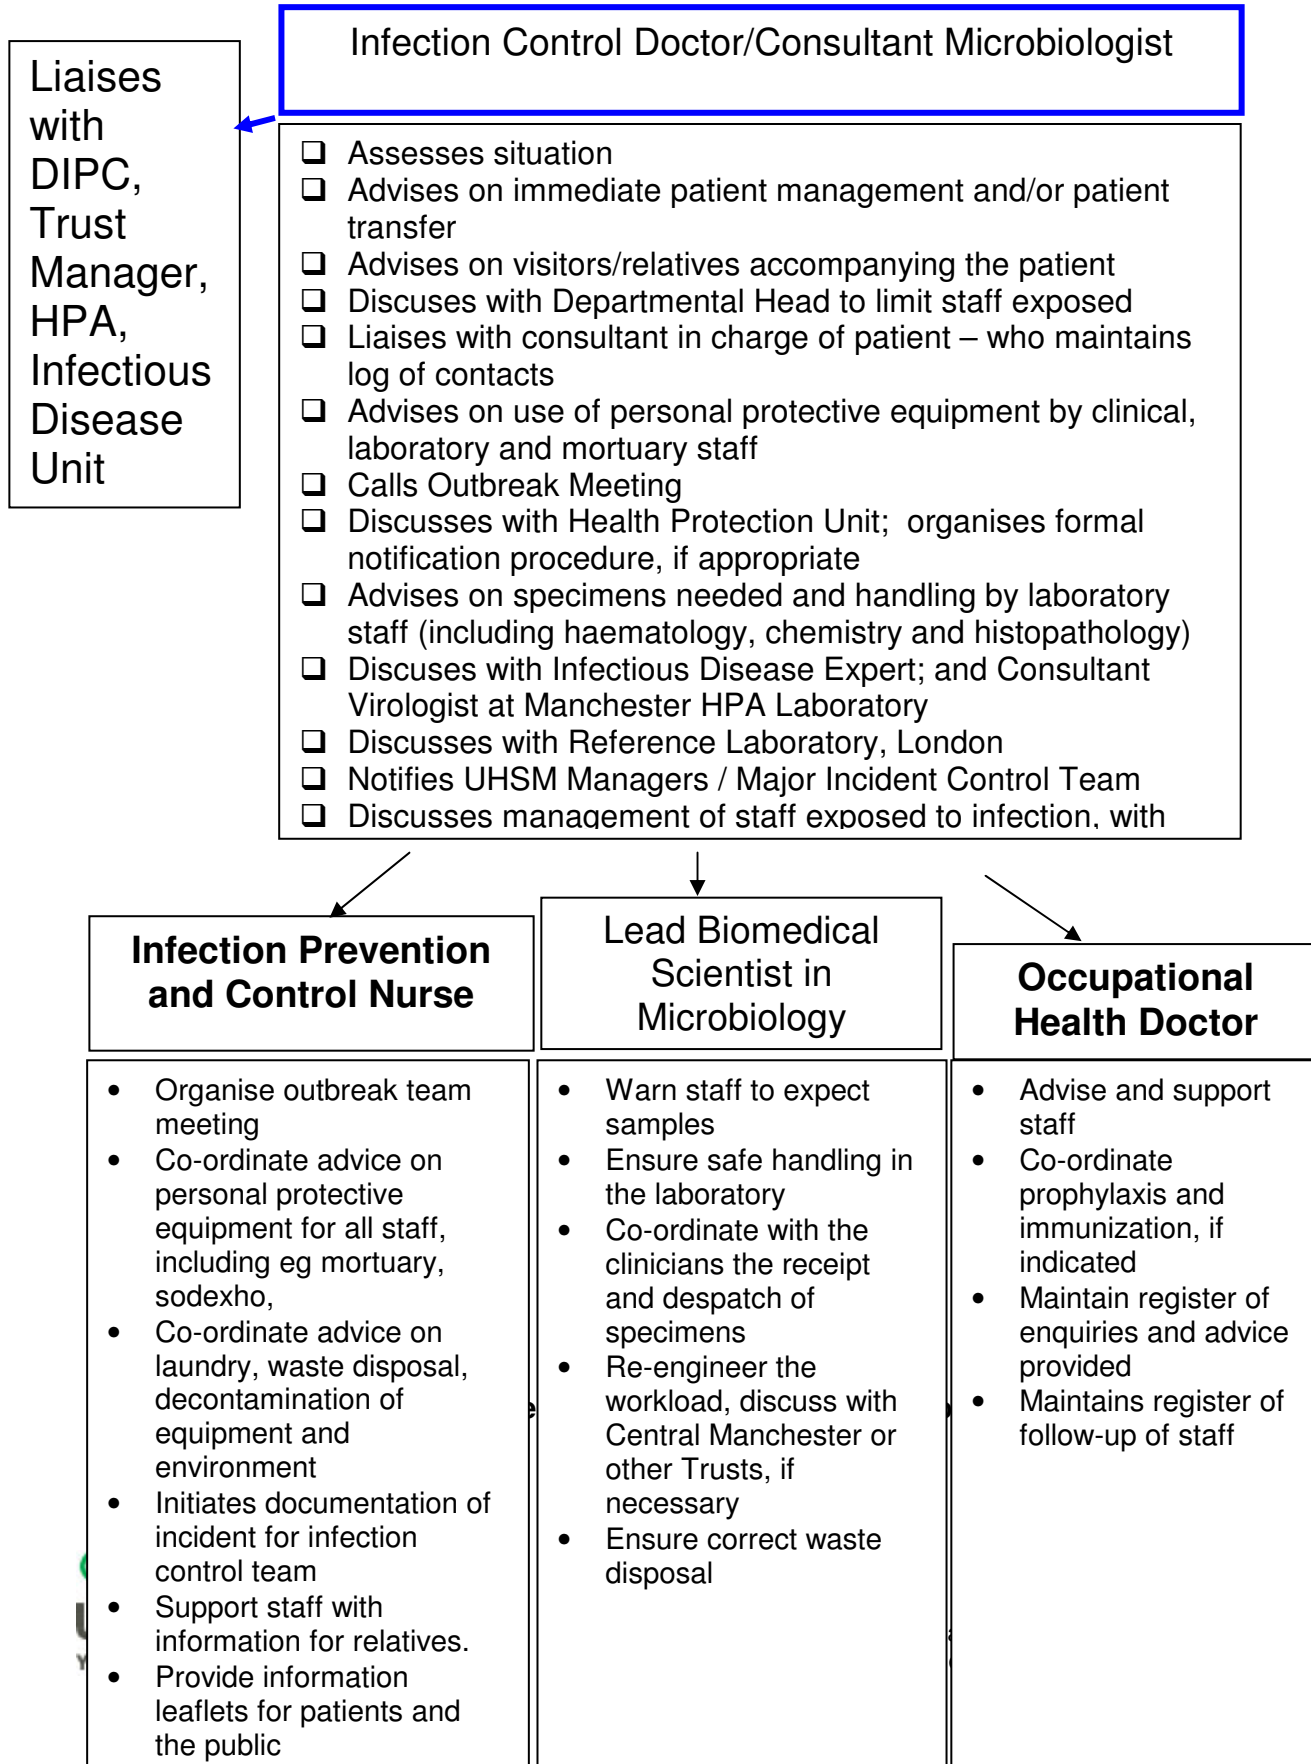 Infection Control Doctor/Consultant Microbiologist
Liaises
with
DIPC,
Trust
Manager,
HPA,
Infectious
Disease
Unit
❑ Assesses situation
❑ Advises on immediate patient management and/or patient
transfer
❑ Advises on visitors/relatives accompanying the patient
❑ Discuses with Departmental Head to limit staff exposed
❑ Liaises with consultant in charge of patient – who maintains
log of contacts
❑ Advises on use of personal protective equipment by clinical,
laboratory and mortuary staff
❑ Calls Outbreak Meeting
❑ Discusses with Health Protection Unit;  organises formal
notification procedure, if appropriate
❑ Advises on specimens needed and handling by laboratory
staff (including haematology, chemistry and histopathology)
❑ Discuses with Infectious Disease Expert; and Consultant
Virologist at Manchester HPA Laboratory
❑ Discusses with Reference Laboratory, London
❑ Notifies UHSM Managers / Major Incident Control Team
❑ Discusses management of staff exposed to infection, with
Infection Prevention
and Control Nurse
• Organise outbreak team
meeting
• Co-ordinate advice on
personal protective
equipment for all staff,
including eg mortuary,
sodexho,
• Co-ordinate advice on
laundry, waste disposal,
decontamination of
equipment and
environment
• Initiates documentation of
incident for infection
control team
• Support staff with
information for relatives.
• Provide information
leaflets for patients and
the public
Lead Biomedical
Scientist in
Microbiology
• Warn staff to expect
samples
• Ensure safe handling in
the laboratory
• Co-ordinate with the
clinicians the receipt
and despatch of
specimens
• Re-engineer the
workload, discuss with
Central Manchester or
other Trusts, if
necessary
• Ensure correct waste
disposal
Occupational
Health Doctor
• Advise and support
staff
• Co-ordinate
prophylaxis and
immunization, if
indicated
• Maintain register of
enquiries and advice
provided
• Maintains register of
follow-up of staff